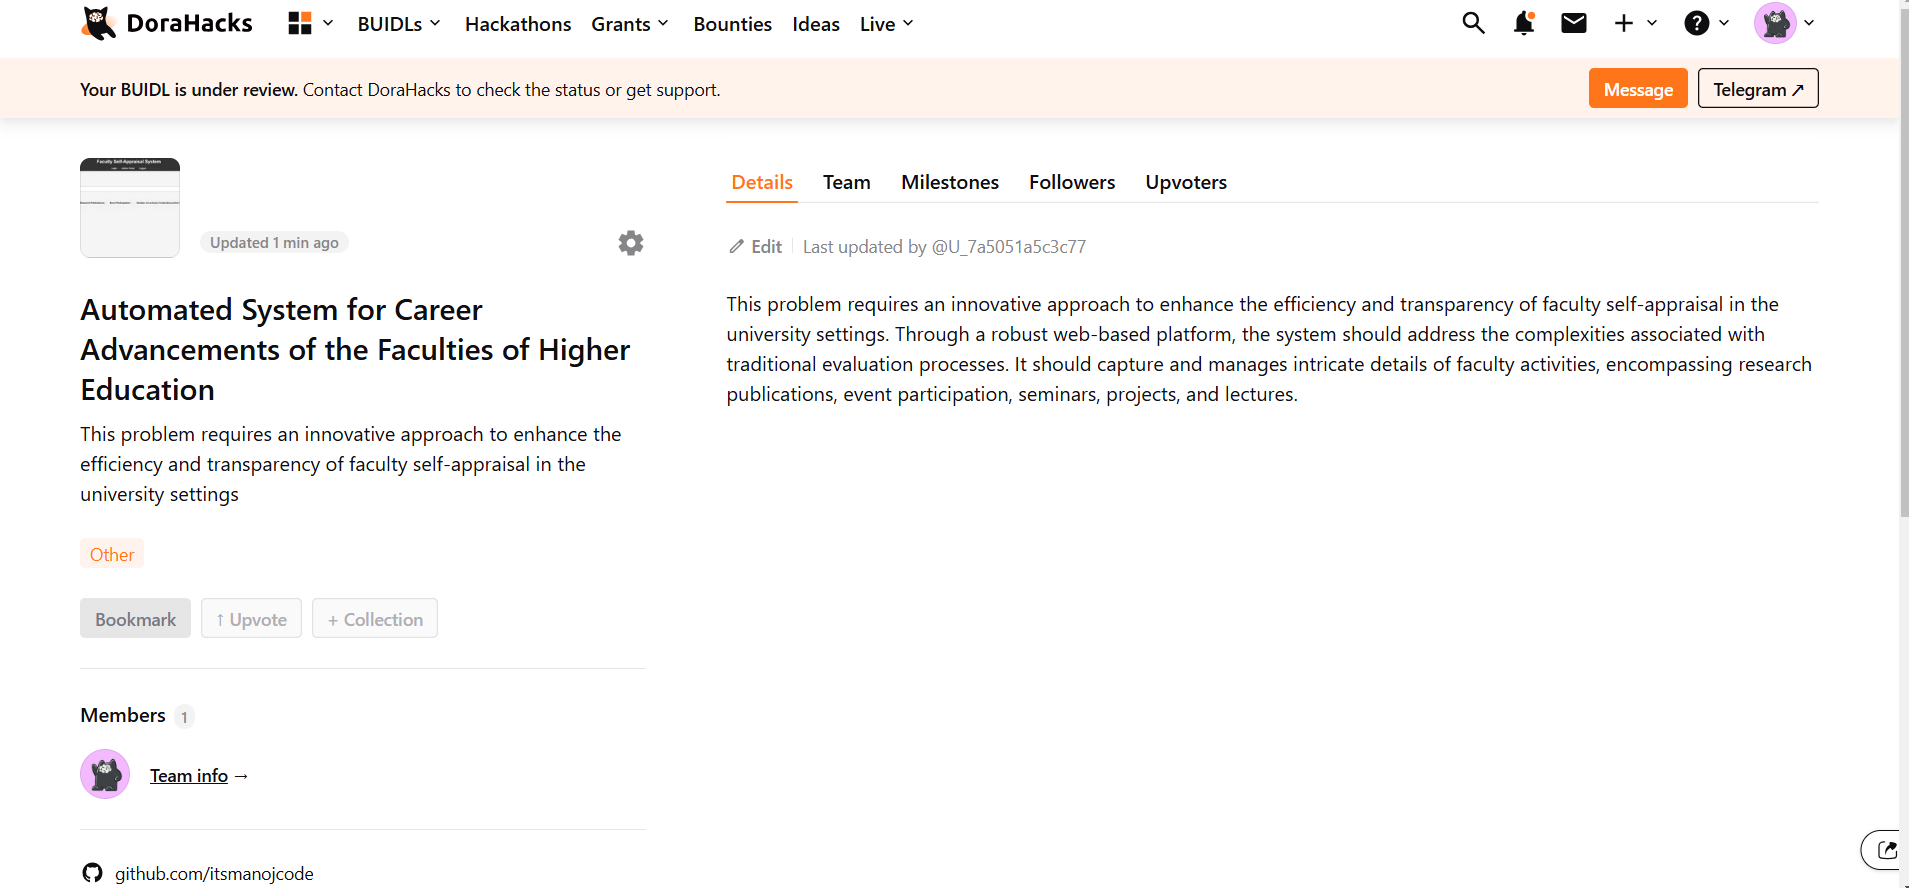 DoraHacks
BUIDLs
Hackathons
Grants
Bounties
Ideas
Live
Your BUIDL is under review. Contact DoraHacks to check the status or get support.
Message
Telegram ↗
Faculty Self-Appraisal System
Updated 1 min ago
Automated System for Career
Advancements of the Faculties of Higher
Education
This problem requires an innovative approach to enhance the
efficiency and transparency of faculty self-appraisal in the
university settings
Other
Bookmark
↑ Upvote
+ Collection
Members 1
Team info →
github.com/itsmanojcode
Details
Team
Milestones
Followers
Upvoters
Edit
Last updated by @U_7a5051a5c3c77
This problem requires an innovative approach to enhance the efficiency and transparency of faculty self-appraisal in the
university settings. Through a robust web-based platform, the system should address the complexities associated with
traditional evaluation processes. It should capture and manages intricate details of faculty activities, encompassing research
publications, event participation, seminars, projects, and lectures.